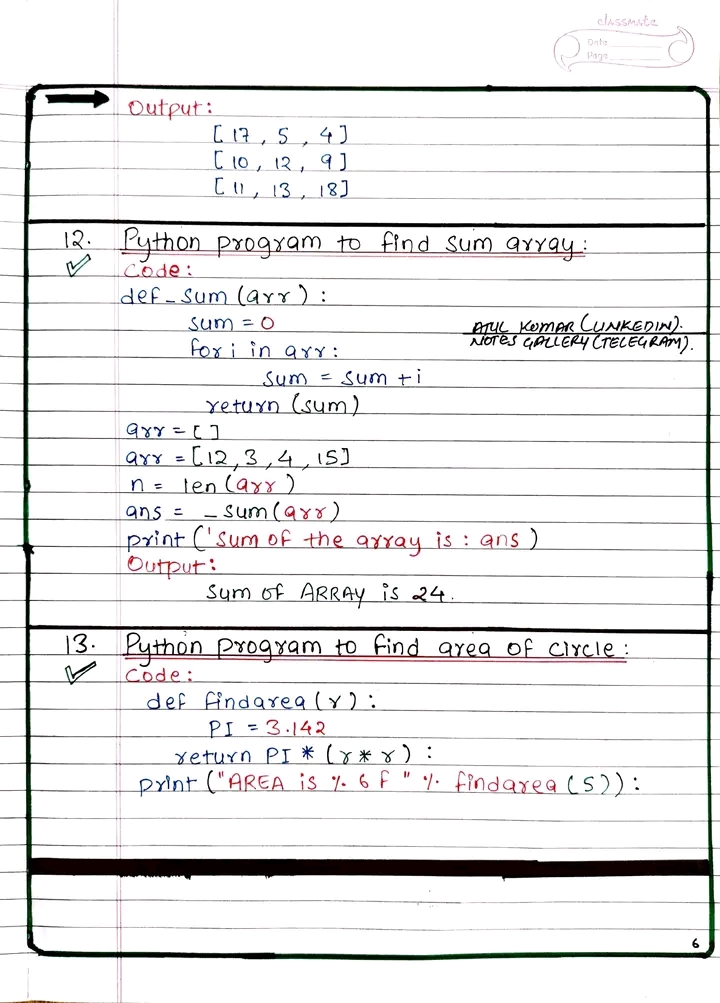 classmate
Date
Page
Output:
[17, 5, 4]
[10, 12, 9]
[11, 13, 18]
12. Python program to find sum array:
Code:
def_sum(arr):
sum = 0
for i in arr:
sum = sum + i
return (sum)
ATUL KUMAR (LINKEDIN).
NOTES GALLERY (TELEGRAM).
arr = []
arr = [12, 3, 4, 15]
n = len(arr)
ans = _sum(arr)
print ('Sum of the array is : ans)
Output:
Sum of ARRAY is 24.
13. Python program to find area of circle:
Code:
def findarea(r):
PI = 3.142
return PI * (r * r) :
print ("AREA is %. 6 f " %. findarea (5)) :
6